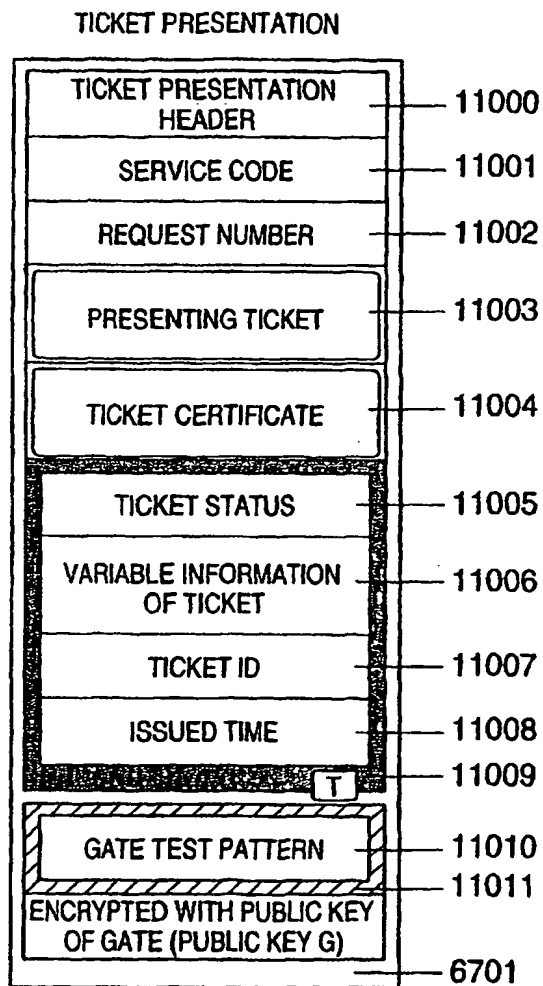 TICKET PRESENTATION
TICKET PRESENTATION
HEADER
11000
SERVICE CODE
11001
REQUEST NUMBER
11002
PRESENTING TICKET
11003
TICKET CERTIFICATE
11004
TICKET STATUS
11005
VARIABLE INFORMATION
OF TICKET
11006
TICKET ID
11007
ISSUED TIME
11008
11009
T
GATE TEST PATTERN
11010
11011
ENCRYPTED WITH PUBLIC KEY
OF GATE (PUBLIC KEY G)
6701